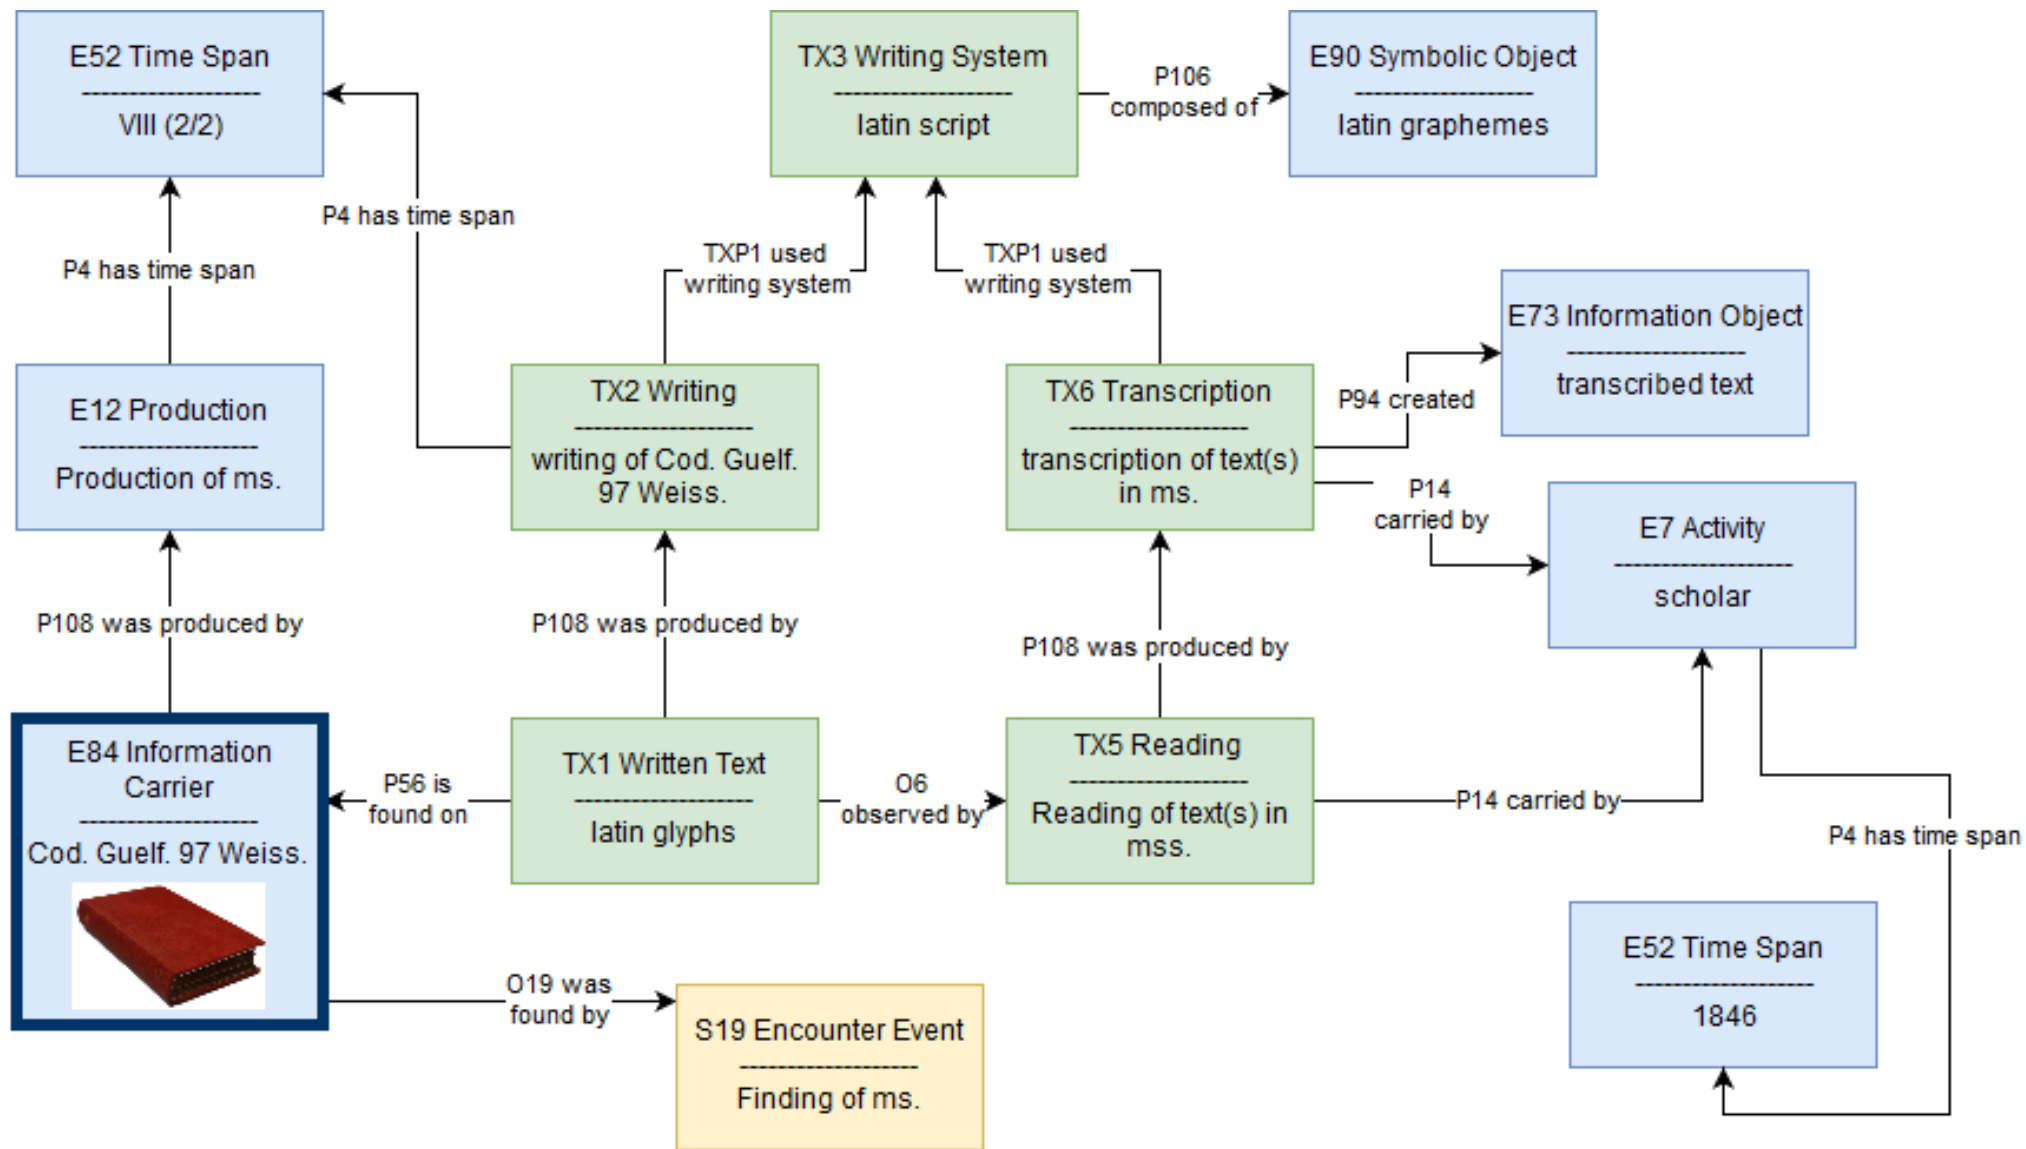 E52 Time Span
-------------------
VIII (2/2)
TX3 Writing System
-------------------
latin script
P106
composed of
E90 Symbolic Object
-------------------
latin graphemes
P4 has time span
P4 has time span
TXP1 used
writing system
TXP1 used
writing system
E73 Information Object
-------------------
transcribed text
E12 Production
-------------------
Production of ms.
TX2 Writing
-------------------
writing of Cod. Guelf.
97 Weiss.
TX6 Transcription
-------------------
transcription of text(s)
in ms.
P94 created
P14
carried by
E7 Activity
-------------------
scholar
P108 was produced by
P108 was produced by
P108 was produced by
E84 Information
Carrier
-------------------
Cod. Guelf. 97 Weiss.
P56 is
found on
TX1 Written Text
-------------------
latin glyphs
O6
observed by
TX5 Reading
-------------------
Reading of text(s) in
mss.
P14 carried by
P4 has time span
E52 Time Span
-------------------
1846
O19 was
found by
S19 Encounter Event
-------------------
Finding of ms.